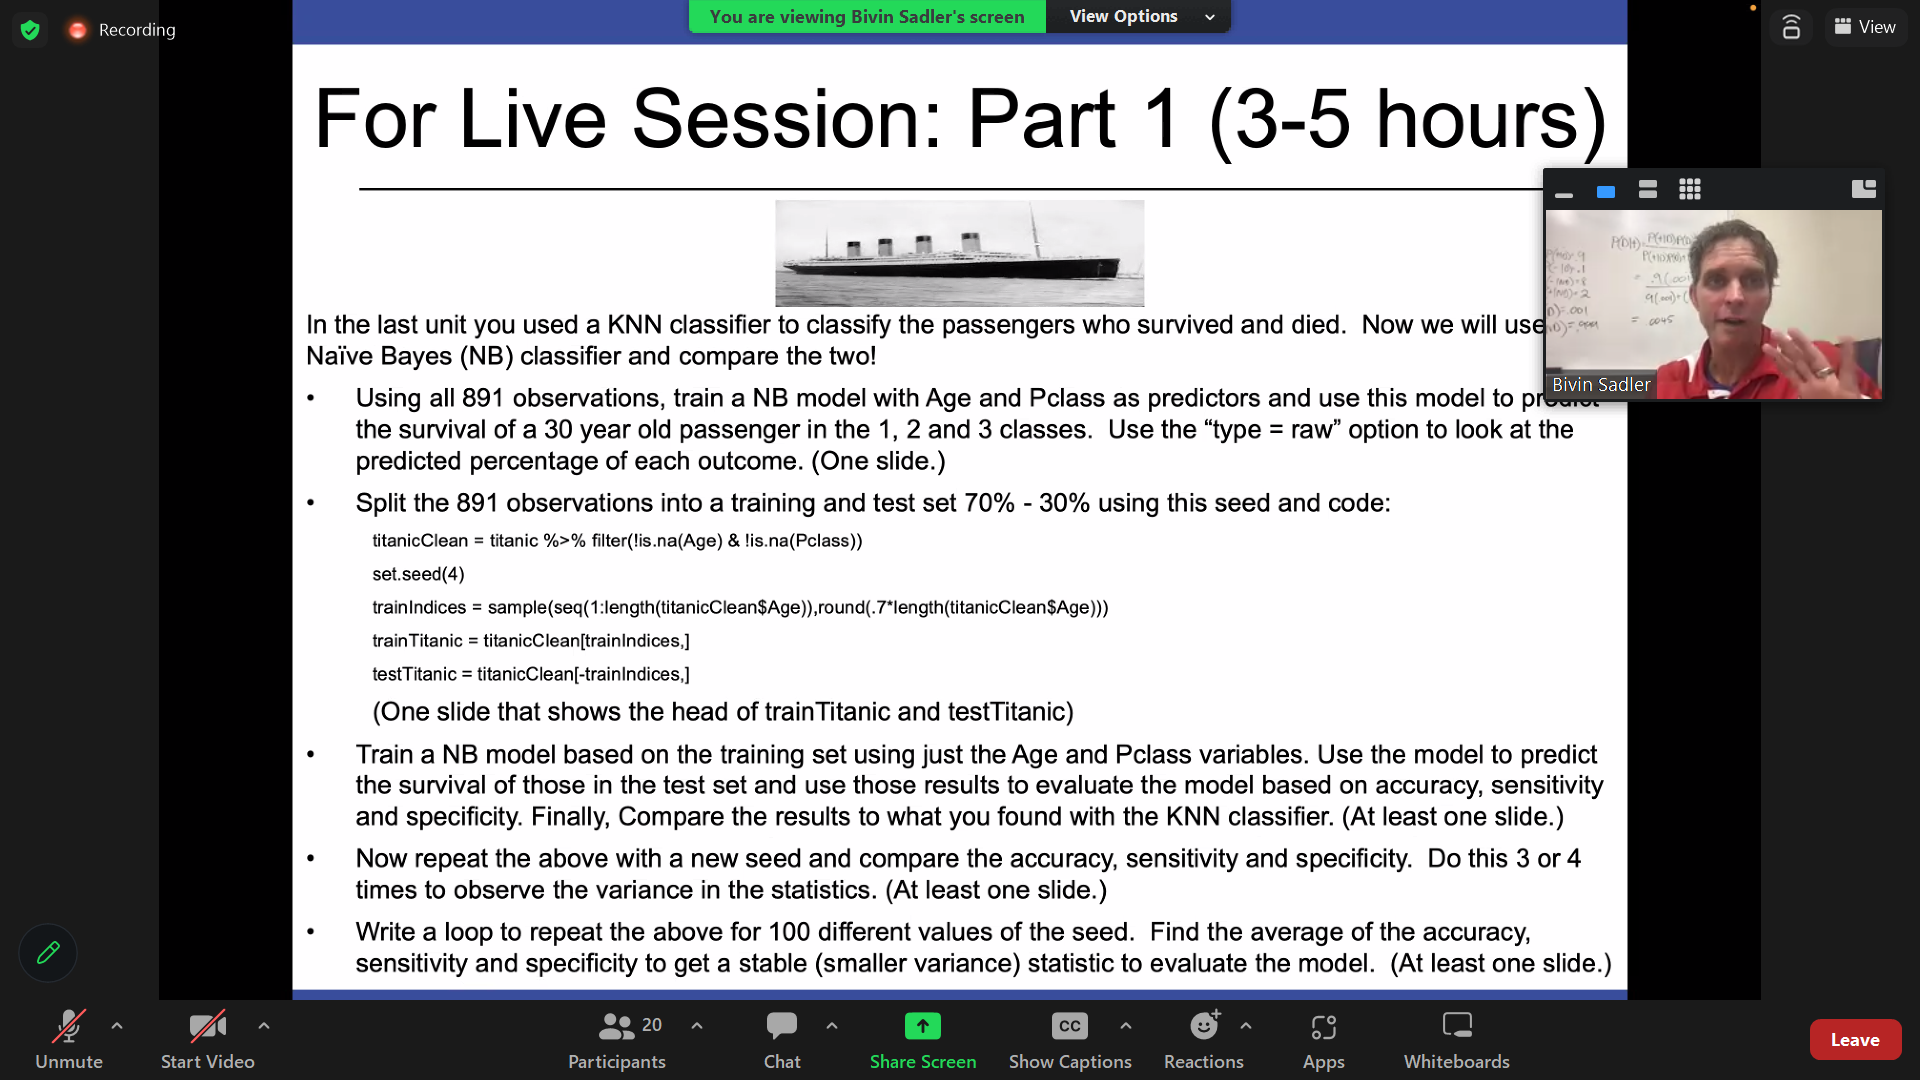 Recording
You are viewing Bivin Sadler's screen
View Options
View
For Live Session: Part 1 (3-5 hours)
In the last unit you used a KNN classifier to classify the passengers who survived and died.  Now we will use
Naïve Bayes (NB) classifier and compare the two!
• Using all 891 observations, train a NB model with Age and Pclass as predictors and use this model to predict
the survival of a 30 year old passenger in the 1, 2 and 3 classes.  Use the “type = raw” option to look at the
predicted percentage of each outcome. (One slide.)
• Split the 891 observations into a training and test set 70% - 30% using this seed and code:
titanicClean = titanic %>% filter(!is.na(Age) & !is.na(Pclass))
set.seed(4)
trainIndices = sample(seq(1:length(titanicClean$Age)),round(.7*length(titanicClean$Age)))
trainTitanic = titanicClean[trainIndices,]
testTitanic = titanicClean[-trainIndices,]
(One slide that shows the head of trainTitanic and testTitanic)
• Train a NB model based on the training set using just the Age and Pclass variables. Use the model to predict
the survival of those in the test set and use those results to evaluate the model based on accuracy, sensitivity
and specificity. Finally, Compare the results to what you found with the KNN classifier. (At least one slide.)
• Now repeat the above with a new seed and compare the accuracy, sensitivity and specificity.  Do this 3 or 4
times to observe the variance in the statistics. (At least one slide.)
• Write a loop to repeat the above for 100 different values of the seed.  Find the average of the accuracy,
sensitivity and specificity to get a stable (smaller variance) statistic to evaluate the model.  (At least one slide.)
Bivin Sadler
Unmute
Start Video
20
Participants
Chat
Share Screen
CC
Show Captions
Reactions
Apps
Whiteboards
Leave